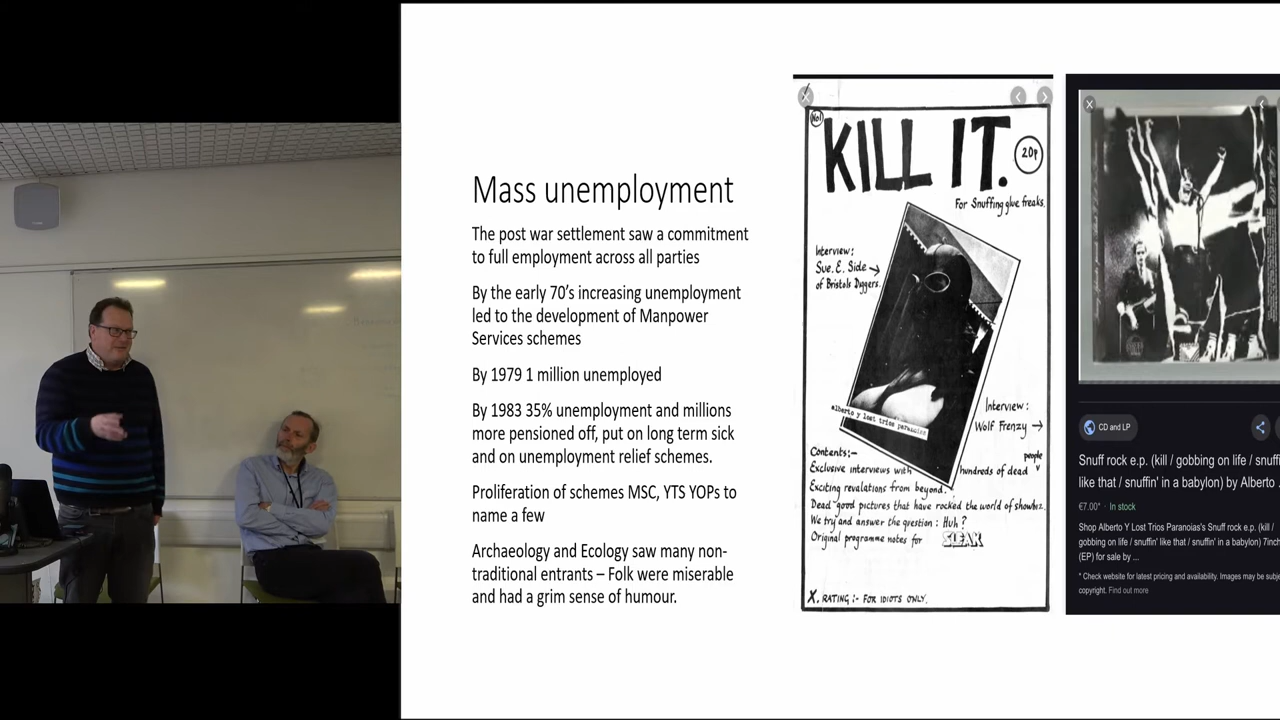 Mass unemployment
The post war settlement saw a commitment
to full employment across all parties
By the early 70's increasing unemployment
led to the development of Manpower
Services schemes
By 1979 1 million unemployed
By 1983 35% unemployment and millions
more pensioned off, put on long term sick
and on unemployment relief schemes.
Proliferation of schemes MSC, YTS YOPs to
name a few
Archaeology and Ecology saw many non-
traditional entrants – Folk were miserable
and had a grim sense of humour.
No1
KILL IT.
20p
For Snuffing glue freaks.
Interview:
Sue. E. Side →
of Bristols Diggers.
alberto y lost trios paranoias
Interview:
Wolf Frenzy →
Contents:-
Exclusive interviews with hundreds of dead people
Exciting revalations from beyond.
Dead good pictures that have rocked the world of showbiz.
We try and answer the question: Huh?
Original programme notes for SLEAK
X. RATING :- FOR IDIOTS ONLY.
CD and LP
Snuff rock e.p. (kill / gobbing on life / snuffi
like that / snuffin' in a babylon) by Alberto
€7.00* · In stock
Shop Alberto Y Lost Trios Paranoias's Snuff rock e.p. (kill /
gobbing on life / snuffin' like that / snuffin' in a babylon) 7inch
(EP) for sale by ...
* Check website for latest pricing and availability. Images may be subje
copyright. Find out more